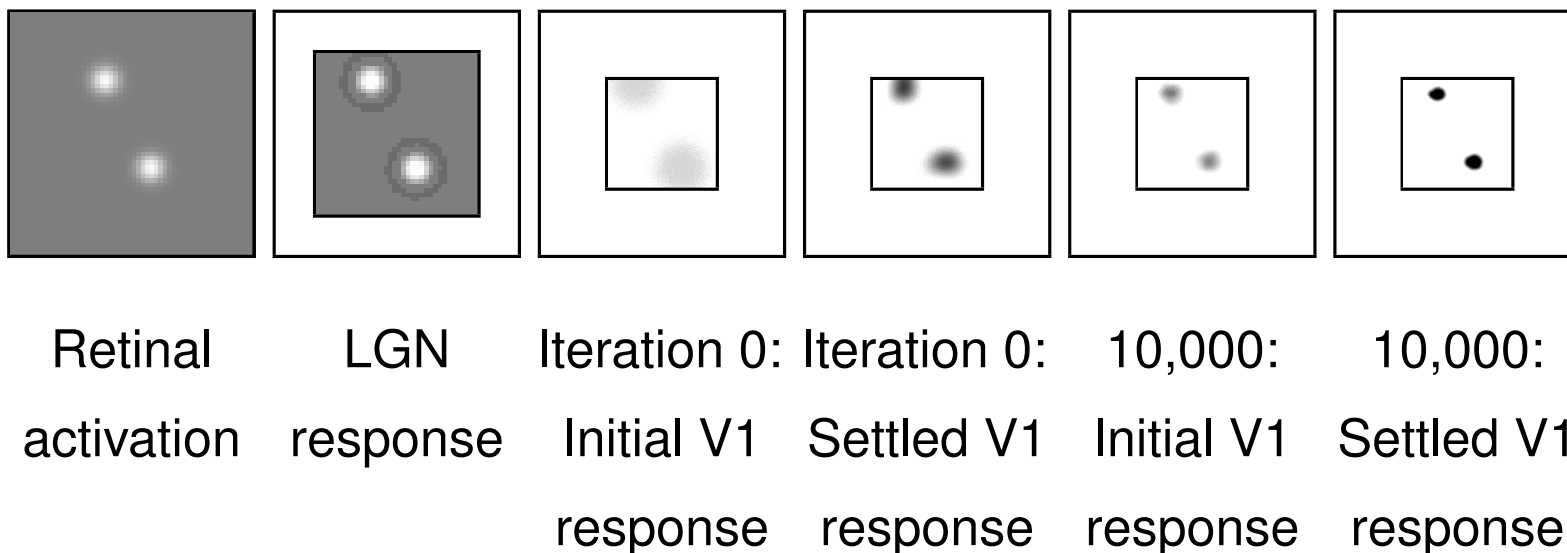 Retinal activation
LGN response
Iteration 0: Initial V1 response
Iteration 0: Settled V1 response
10,000: Initial V1 response
10,000: Settled V1 response